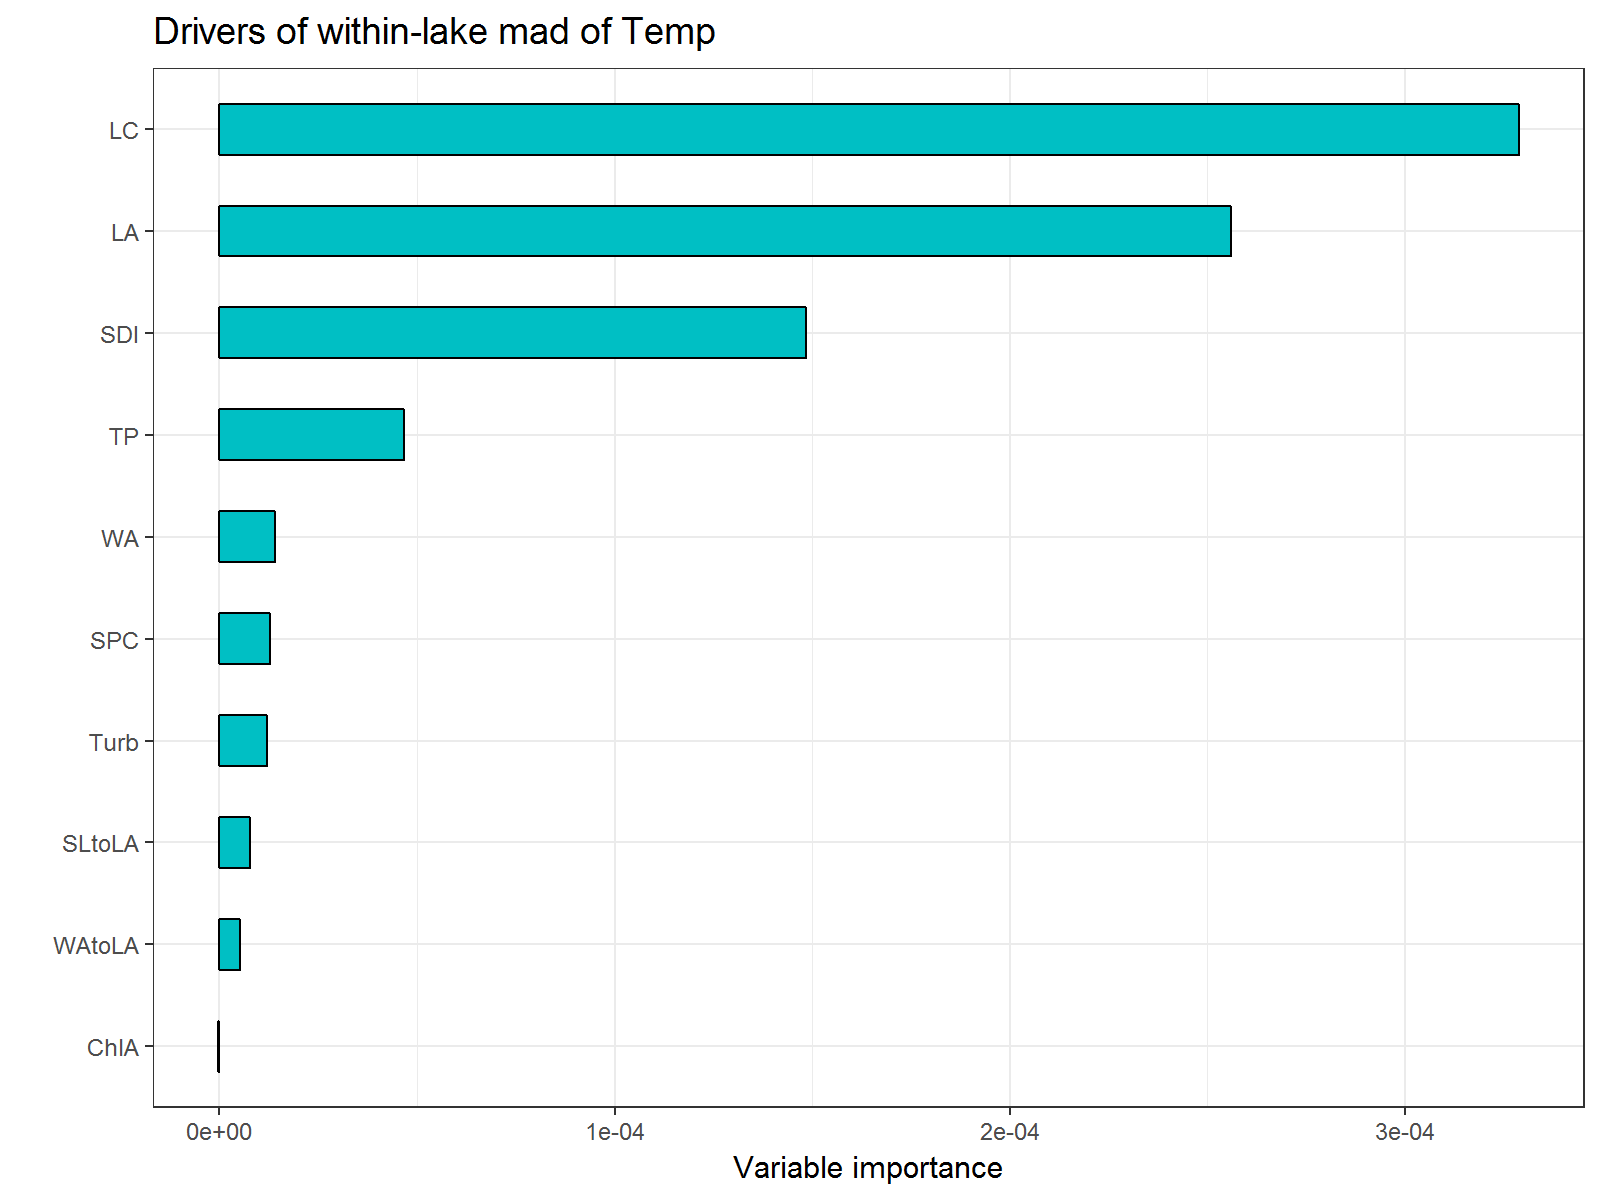 Drivers of within-lake mad of Temp
LC
LA
SDI
TP
WA
SPC
Turb
SLtoLA
WAtoLA
ChlA
0e+00 1e-04 2e-04 3e-04
Variable importance